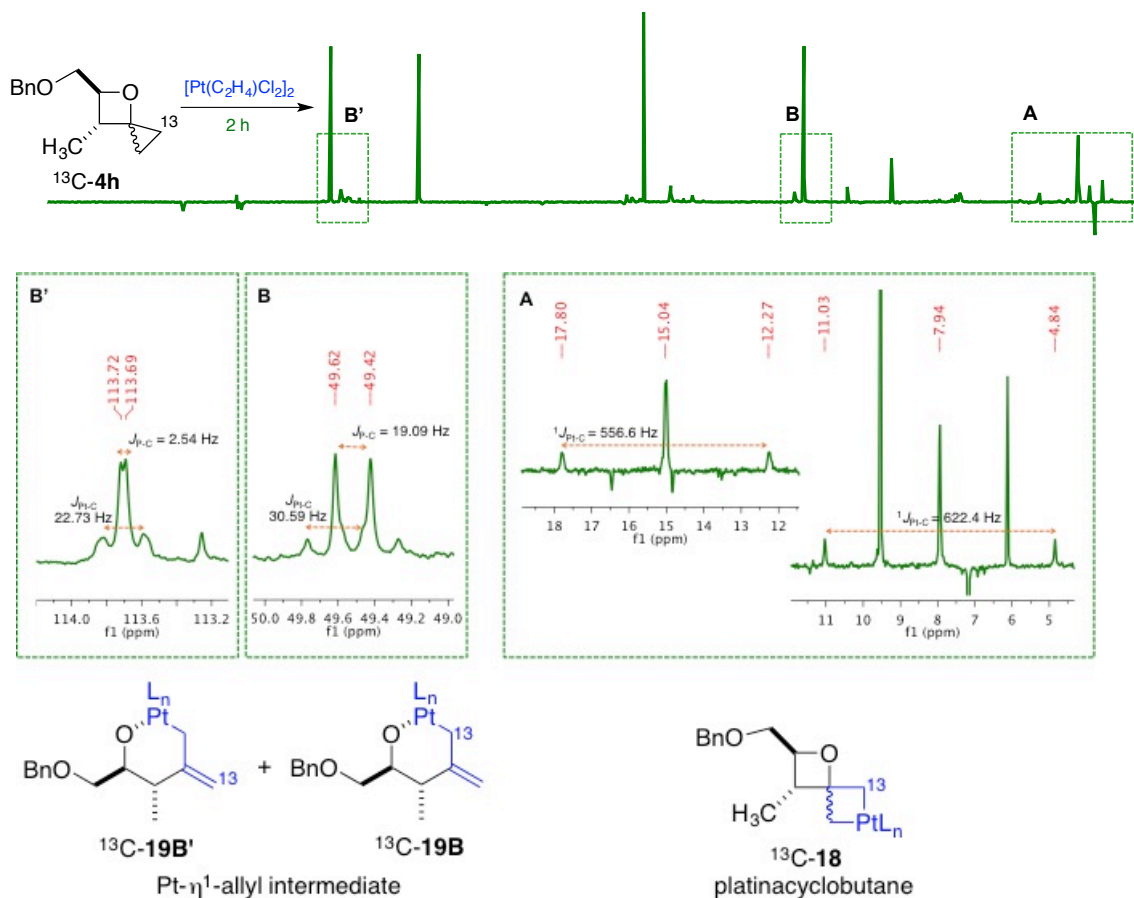 BnO
O
13
H3C
13C-4h
[Pt(C2H4)Cl2]2
2 h
B’
B
A
B’
113.72
113.69
JP-C = 2.54 Hz
JPt-C
22.73 Hz
114.0 113.6 113.2
f1 (ppm)
B
49.62
49.42
JP-C = 19.09 Hz
JPt-C
30.59 Hz
50.0 49.8 49.6 49.4 49.2 49.0
f1 (ppm)
A
17.80
15.04
12.27
11.03
7.94
4.84
1JPt-C = 556.6 Hz
18 17 16 15 14 13 12
f1 (ppm)
1JPt-C = 622.4 Hz
11 10 9 8 7 6 5
f1 (ppm)
Ln
Pt
O
BnO
13
13C-19B'
+
Ln
Pt
O
13
BnO
13C-19B
Pt-η1-allyl intermediate
BnO
O
13
H3C
PtLn
13C-18
platinacyclobutane